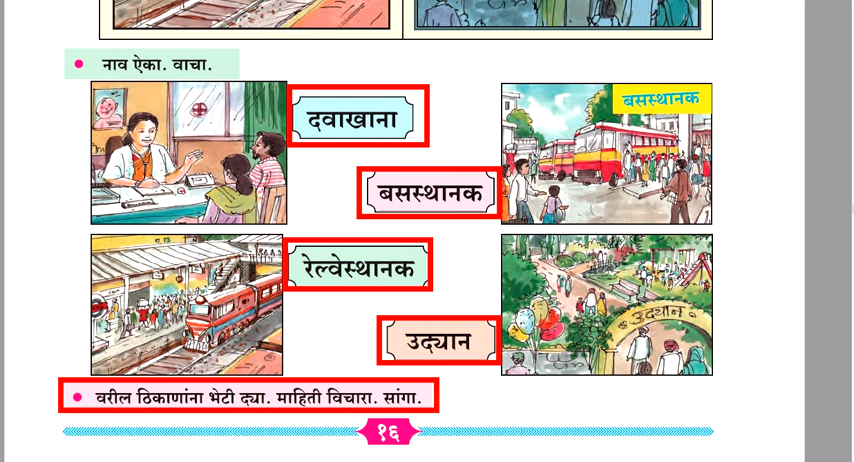 नाव ऐका. वाचा.
दवाखाना
बसस्थानक
बसस्थानक
रेल्वेस्थानक
उद्यान
उद्यान
वरील ठिकाणांना भेटी द्या. माहिती विचारा. सांगा.
१६